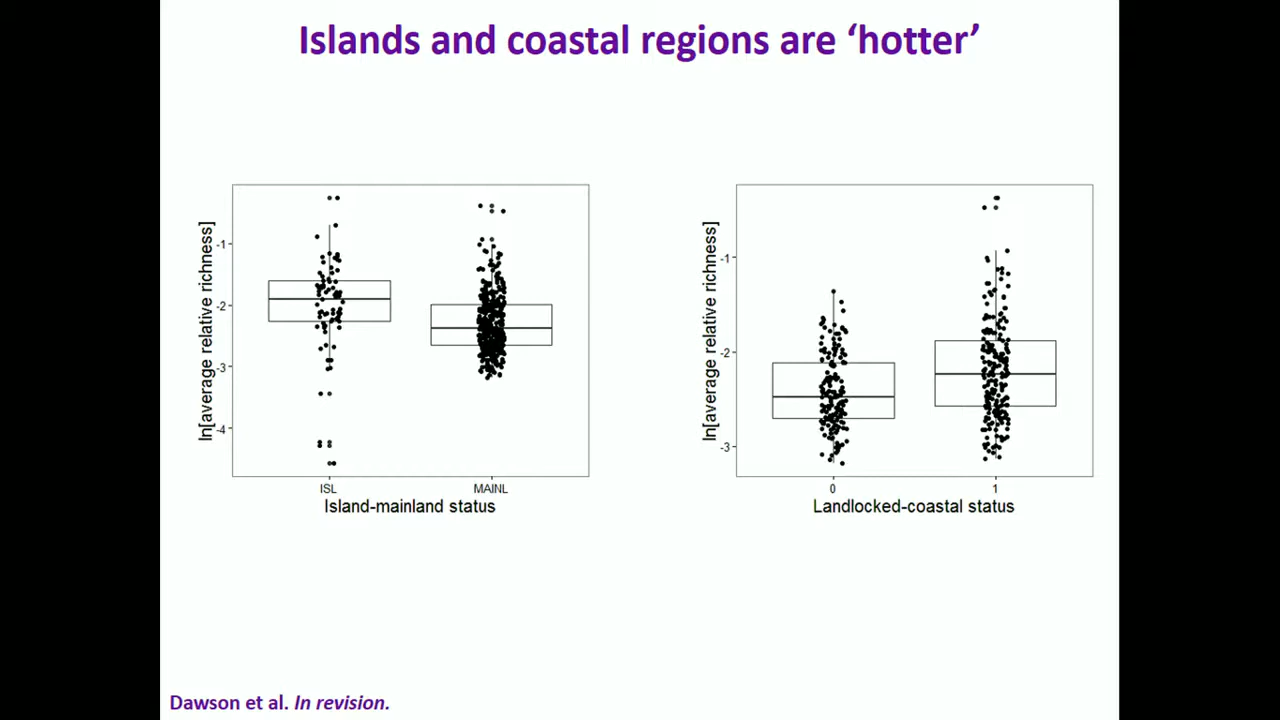 Islands and coastal regions are ‘hotter’
ln[average relative richness]
-1
-2
-3
-4
ISL
MAINL
Island-mainland status
ln[average relative richness]
-1
-2
-3
0
1
Landlocked-coastal status
Dawson et al. In revision.